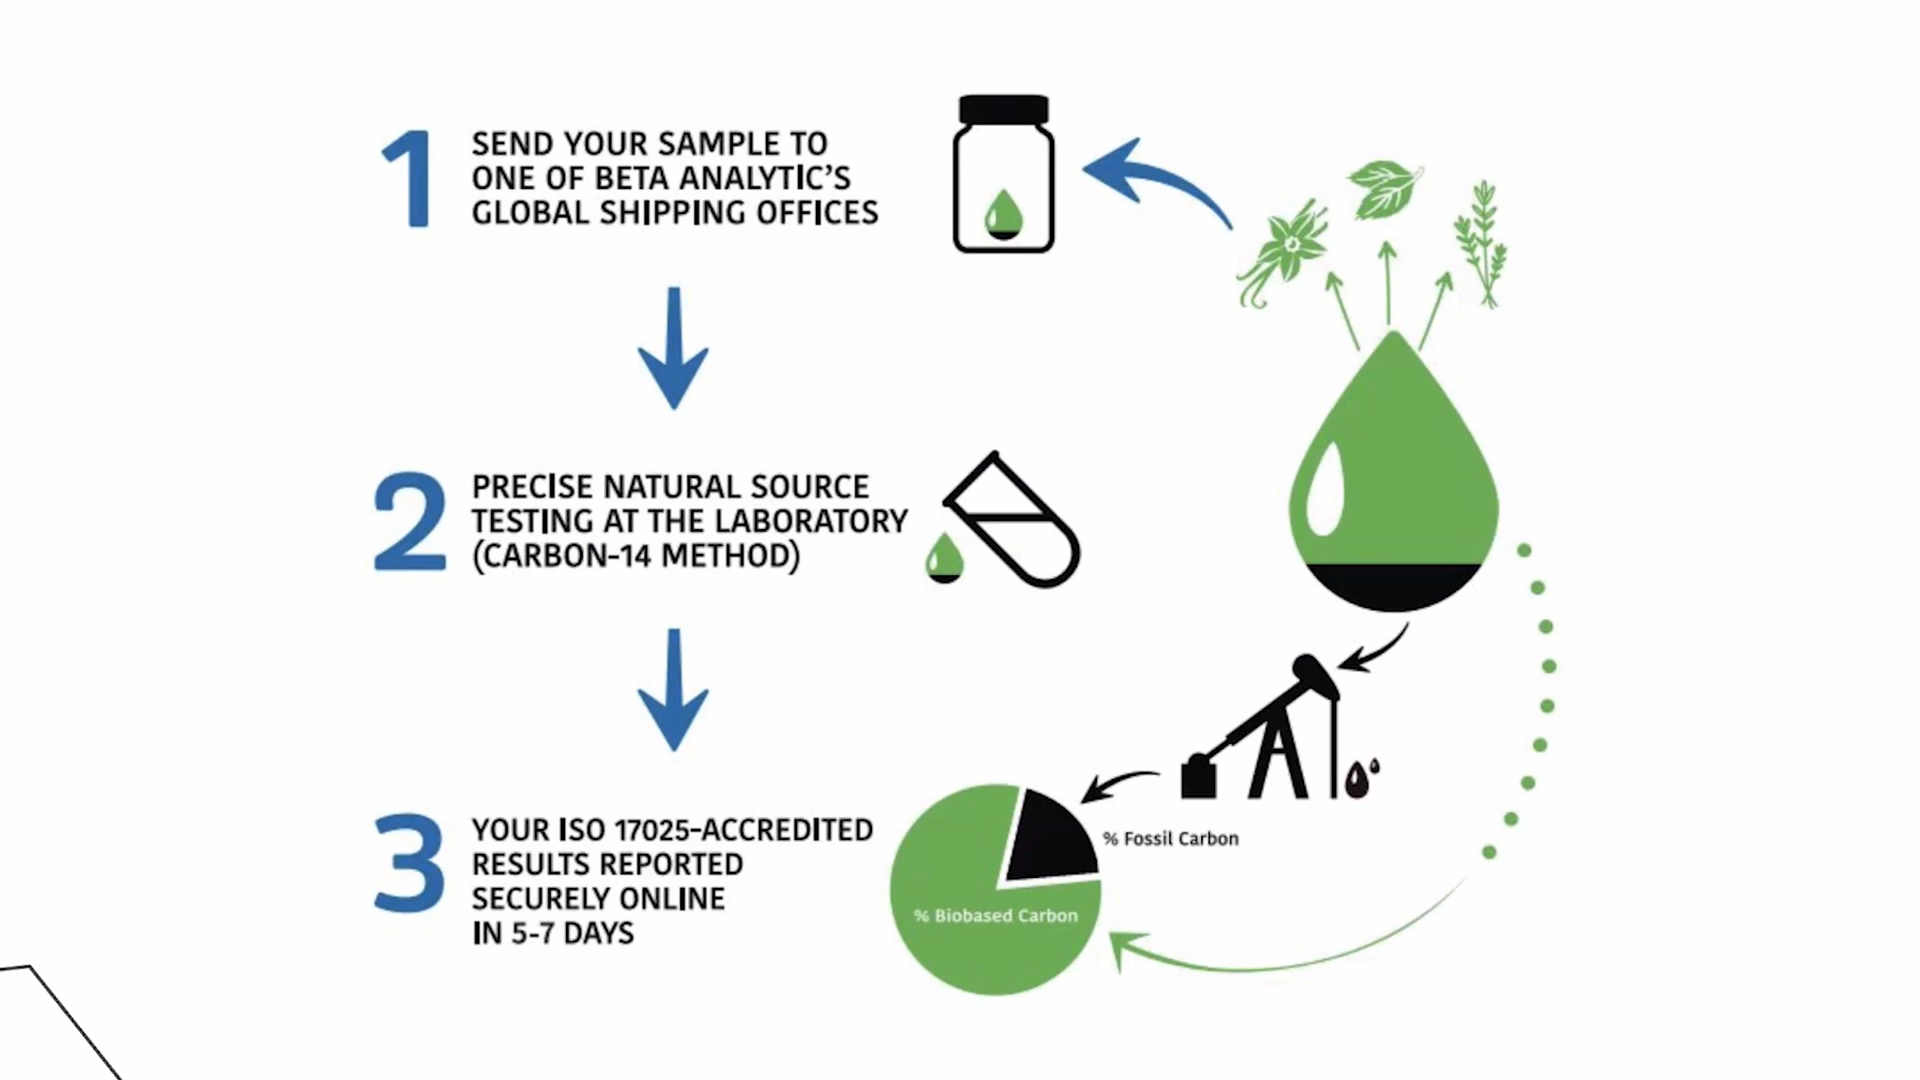 1
SEND YOUR SAMPLE TO
ONE OF BETA ANALYTIC'S
GLOBAL SHIPPING OFFICES
2
PRECISE NATURAL SOURCE
TESTING AT THE LABORATORY
(CARBON-14 METHOD)
3
YOUR ISO 17025-ACCREDITED
RESULTS REPORTED
SECURELY ONLINE
IN 5-7 DAYS
% Fossil Carbon
% Biobased Carbon